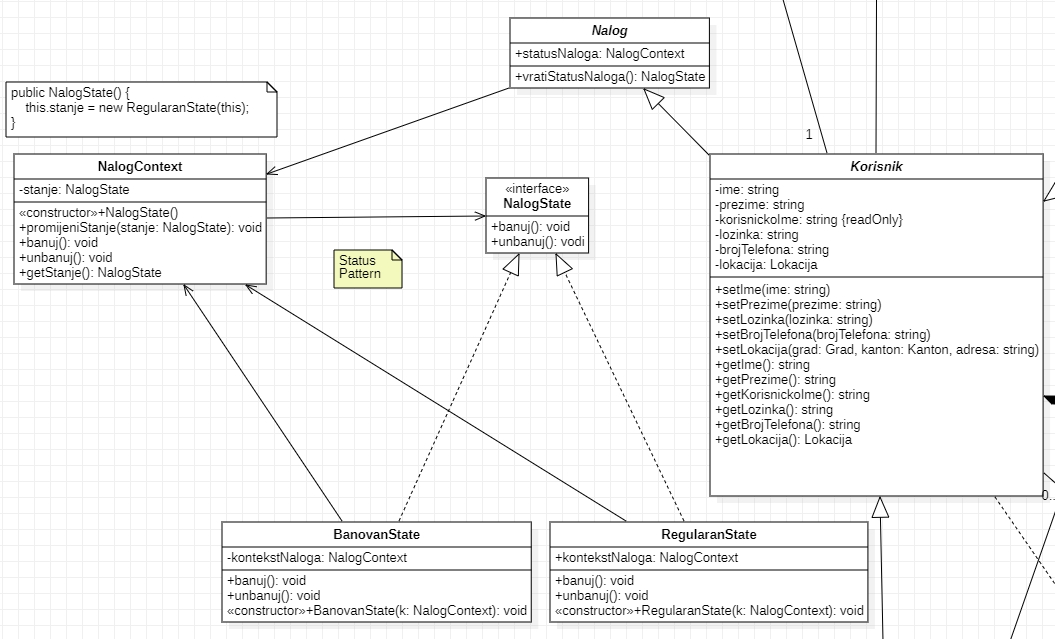 Nalog
+statusNaloga: NalogContext
+vratiStatusNaloga(): NalogState
public NalogState() {
this.stanje = new RegularanState(this);
}
NalogContext
-stanje: NalogState
«constructor»+NalogState()
+promijeniStanje(stanje: NalogState): void
+banuj(): void
+unbanuj(): void
+getStanje(): NalogState
«interface»
NalogState
+banuj(): void
+unbanuj(): vodi
Status
Pattern
1
Korisnik
-ime: string
-prezime: string
-korisnickoIme: string {readOnly}
-lozinka: string
-brojTelefona: string
-lokacija: Lokacija
+setIme(ime: string)
+setPrezime(prezime: string)
+setLozinka(lozinka: string)
+setBrojTelefona(brojTelefona: string)
+setLokacija(grad: Grad, kanton: Kanton, adresa: string)
+getIme(): string
+getPrezime(): string
+getKorisnickoIme(): string
+getLozinka(): string
+getBrojTelefona(): string
+getLokacija(): Lokacija
0..
BanovanState
-kontekstNaloga: NalogContext
+banuj(): void
+unbanuj(): void
«constructor»+BanovanState(k: NalogContext): void
RegularanState
+kontekstNaloga: NalogContext
+banuj(): void
+unbanuj(): void
«constructor»+RegularanState(k: NalogContext): void